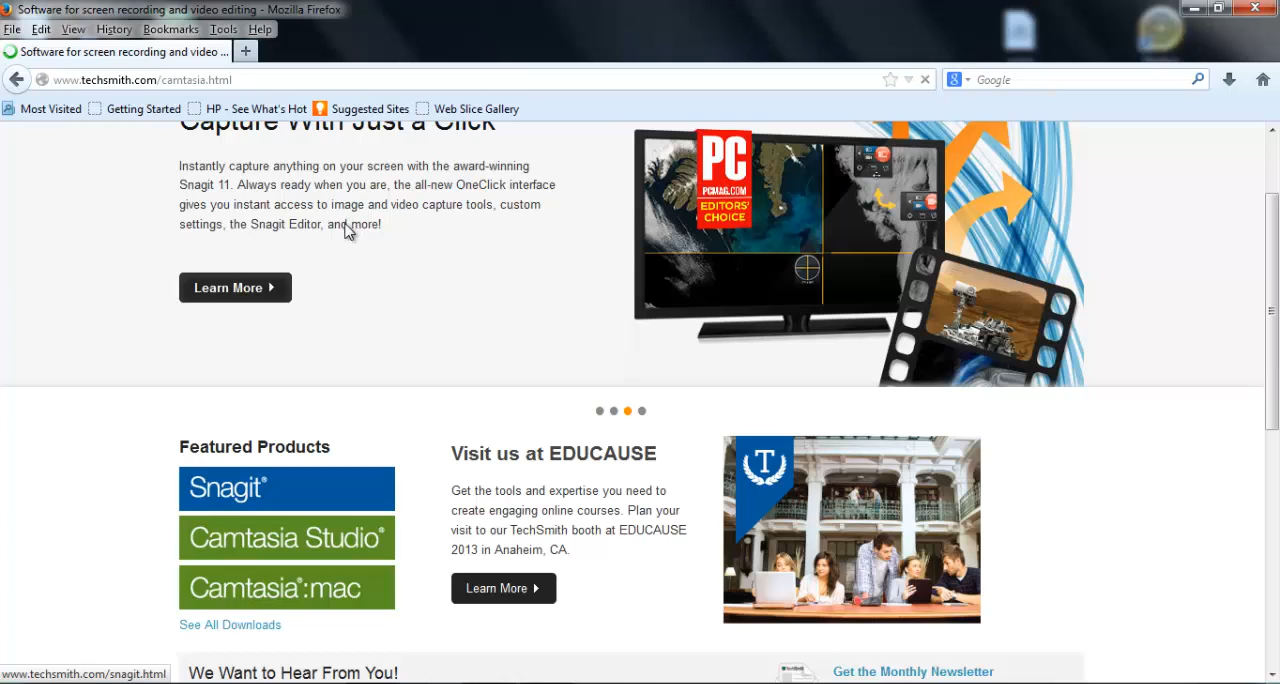 Software for screen recording and video editing - Mozilla Firefox
File Edit View History Bookmarks Tools Help
Software for screen recording and video ... +
www.techsmith.com/camtasia.html
8 Google
Most Visited Getting Started HP - See What's Hot Suggested Sites Web Slice Gallery
Capture With Just a Click
Instantly capture anything on your screen with the award-winning
Snagit 11. Always ready when you are, the all-new OneClick interface
gives you instant access to image and video capture tools, custom
settings, the Snagit Editor, and more!
Learn More
PC
PCMAG.COM
EDITORS'
CHOICE
Featured Products
Snagit®
Camtasia Studio®
Camtasia®:mac
See All Downloads
Visit us at EDUCAUSE
Get the tools and expertise you need to
create engaging online courses. Plan your
visit to our TechSmith booth at EDUCAUSE
2013 in Anaheim, CA.
Learn More
T
We Want to Hear From You!
Get the Monthly Newsletter
www.techsmith.com/snagit.html